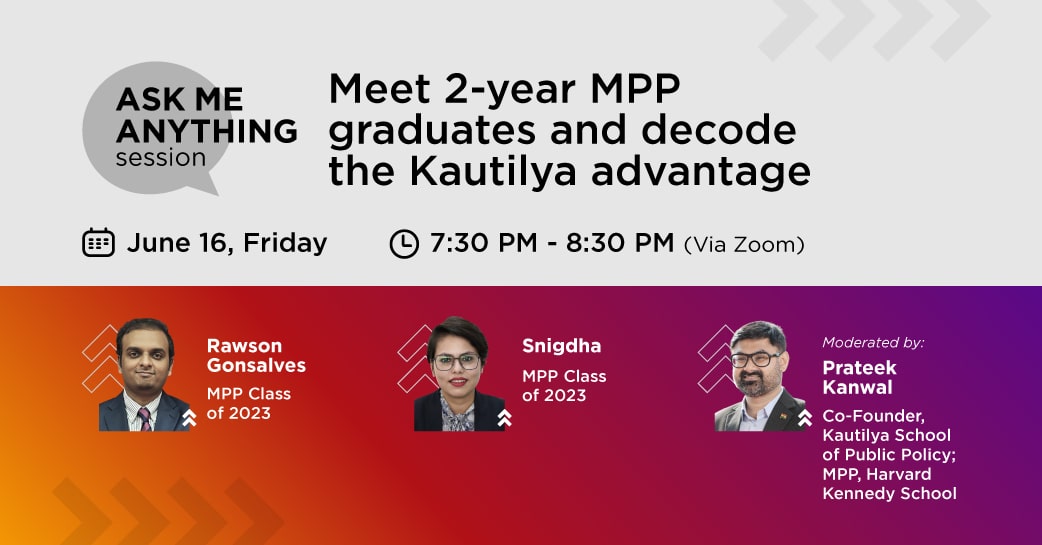 ASK ME
ANYTHING
session
Meet 2-year MPP
graduates and decode
the Kautilya advantage
June 16, Friday
7:30 PM - 8:30 PM (Via Zoom)
Rawson
Gonsalves
MPP Class
of 2023
Snigdha
MPP Class
of 2023
Moderated by:
Prateek
Kanwal
Co-Founder,
Kautilya School
of Public Policy;
MPP, Harvard
Kennedy School